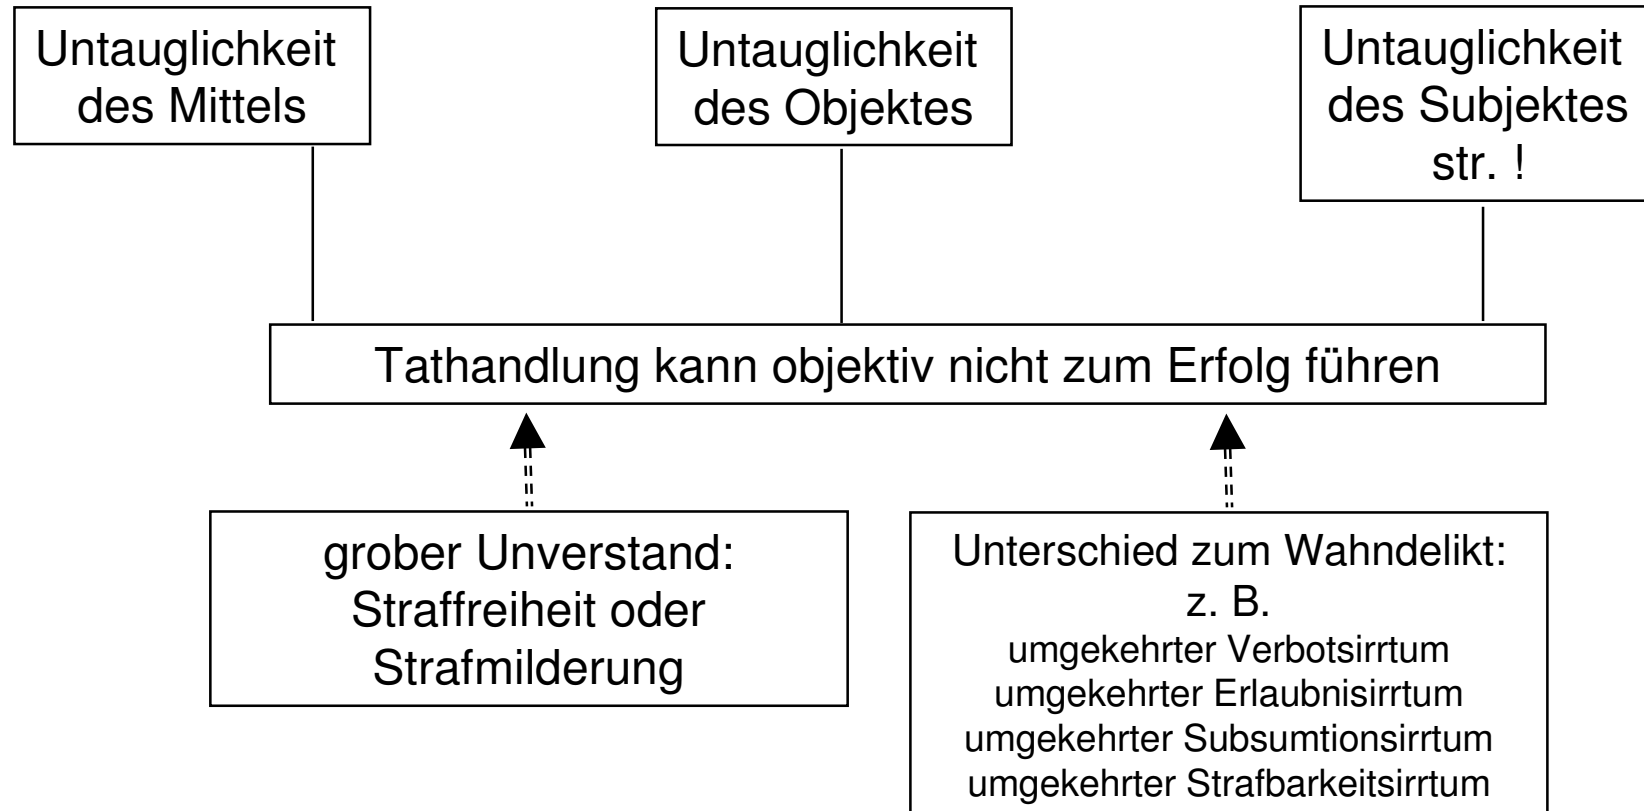 Untauglichkeit
des Mittels
Untauglichkeit
des Objektes
Untauglichkeit
des Subjektes
str. !
Tathandlung kann objektiv nicht zum Erfolg führen
grober Unverstand:
Straffreiheit oder
Strafmilderung
Unterschied zum Wahndelikt:
z. B.
umgekehrter Verbotsirrtum
umgekehrter Erlaubnisirrtum
umgekehrter Subsumtionsirrtum
umgekehrter Strafbarkeitsirrtum